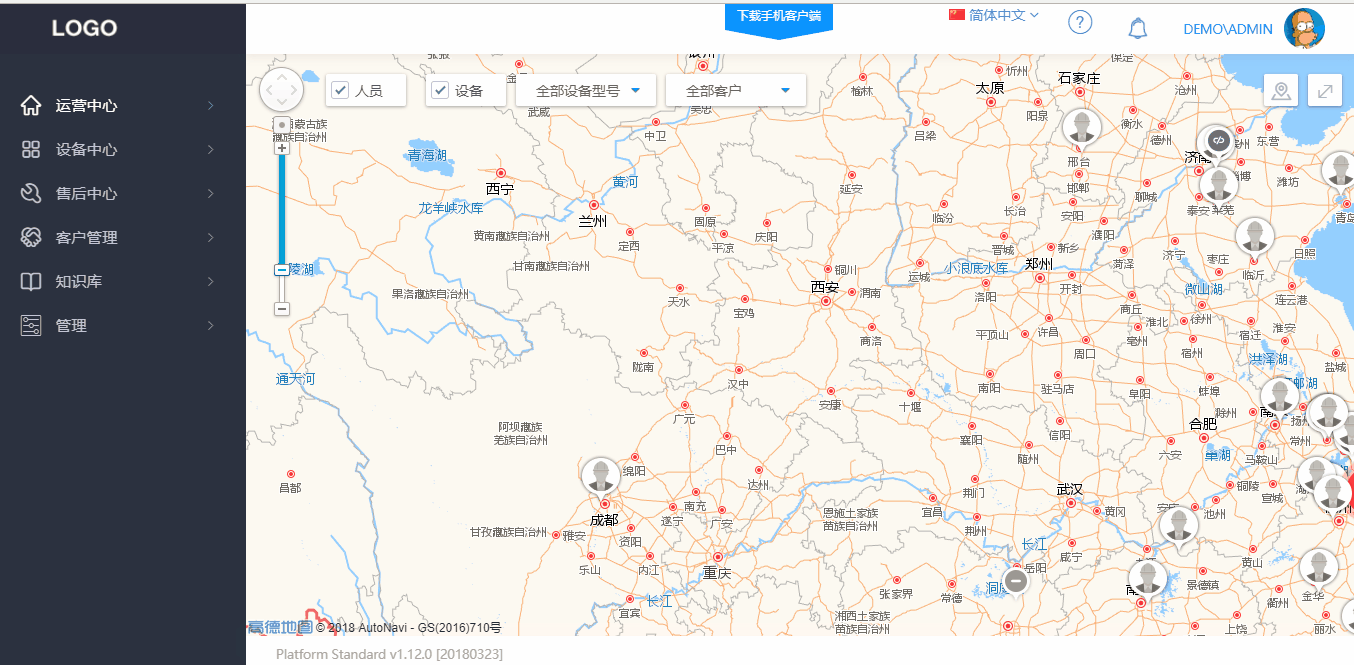 LOGO
下载手机客户端
简体中文
?
DEMO\ADMIN
运营中心
设备中心
售后中心
客户管理
知识库
管理
人员
设备
全部设备型号
全部客户
石家庄
太原
忻州
沧州
榆林
阳泉
衡水
德州
东营
武威
吴忠
中卫
吕梁
邢台
青海湖
西宁
黄河
延安
邯郸
聊城
潍坊
龙羊峡水库
兰州
固原
临汾
长治
安阳
濮阳
泰安
黄南藏族自治州
定西
平凉
庆阳
晋城
新乡
菏泽
济宁
枣庄
临沂
日照
甘南藏族自治州
铜川
运城
小浪底水库
郑州
开封
微山湖
果洛藏族自治州
天水
宝鸡
西安
渭南
洛阳
商丘
连云港
商洛
平顶山
许昌
亳州
淮北
徐州
宿迁
淮安
陇南
周口
宿州
洪泽湖
盐城
通天河
汉中
安康
十堰
南阳
驻马店
阜阳
蚌埠
滁州
阿坝藏族
羌族自治州
广元
巴中
襄阳
信阳
合肥
六安
巢湖
马鞍山
常州
昌都
绵阳
达州
随州
荆门
武汉
铜陵
宣城
成都
南充
遂宁
广安
恩施土家族
苗族自治州
宜昌
荆州
黄冈
池州
甘孜藏族自治州
雅安
资阳
长江
咸宁
黄山
乐山
内江
重庆
岳阳
景德镇
张家界
常德
衢州
金华
宜宾
长江
湘西土家族
苗族自治州
上饶
丽水
高德地图 © 2018 AutoNavi - GS(2016)710号
Platform Standard v1.12.0 [20180323]